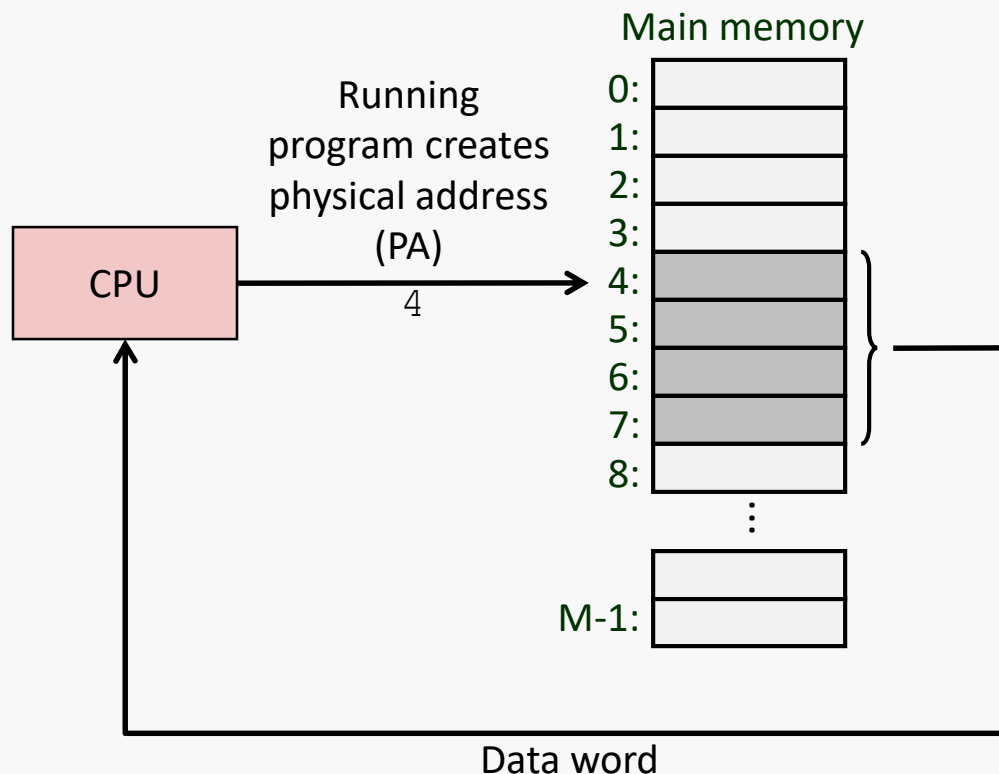 Main memory
Running
program creates
physical address
(PA)
4
CPU
0:
1:
2:
3:
4:
5:
6:
7:
8:
⋮
M-1:
Data word